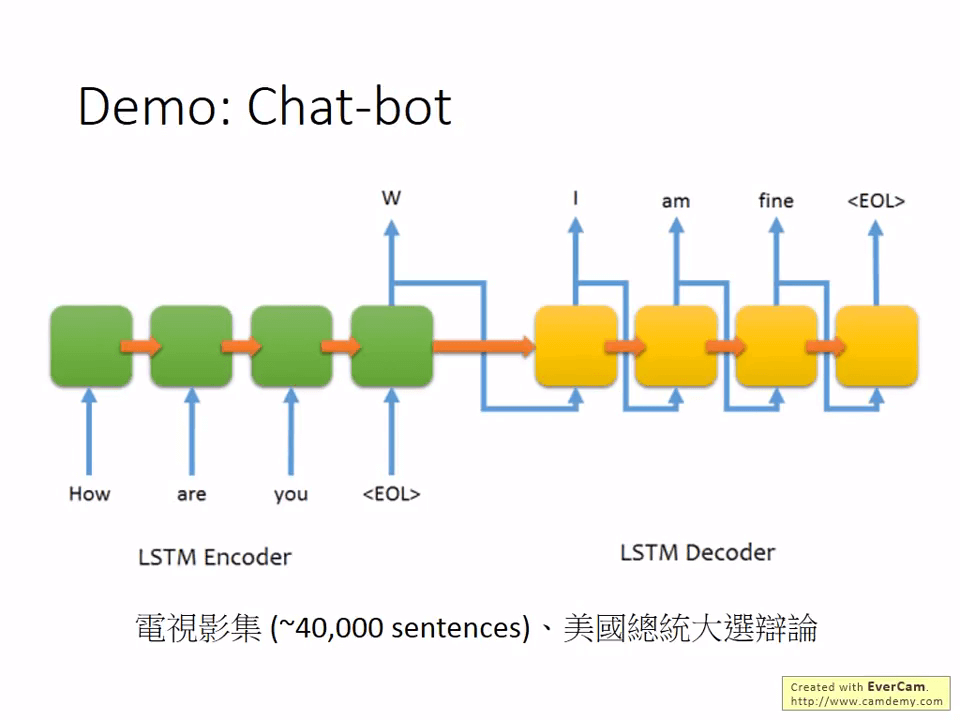 Demo: Chat-bot
W I am fine <EOL>
How are you <EOL>
LSTM Encoder LSTM Decoder
電視影集 (~40,000 sentences)、美國總統大選辯論
Created with EverCam.
http://www.camdemy.com